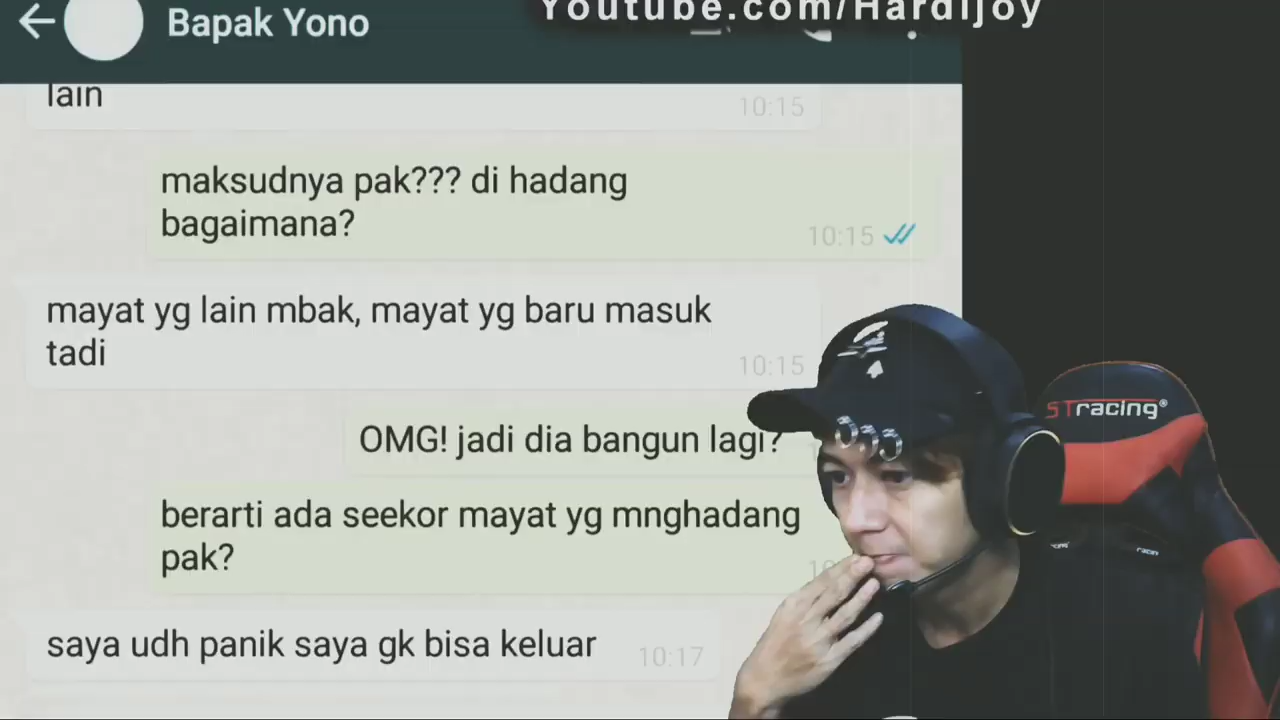 Youtube.com/Hardijoy
Bapak Yono
lain
10:15
maksudnya pak??? di hadang
bagaimana?
10:15
mayat yg lain mbak, mayat yg baru masuk
tadi
10:15
OMG! jadi dia bangun lagi?
berarti ada seekor mayat yg mnghadang
pak?
saya udh panik saya gk bisa keluar
10:17
STracing®